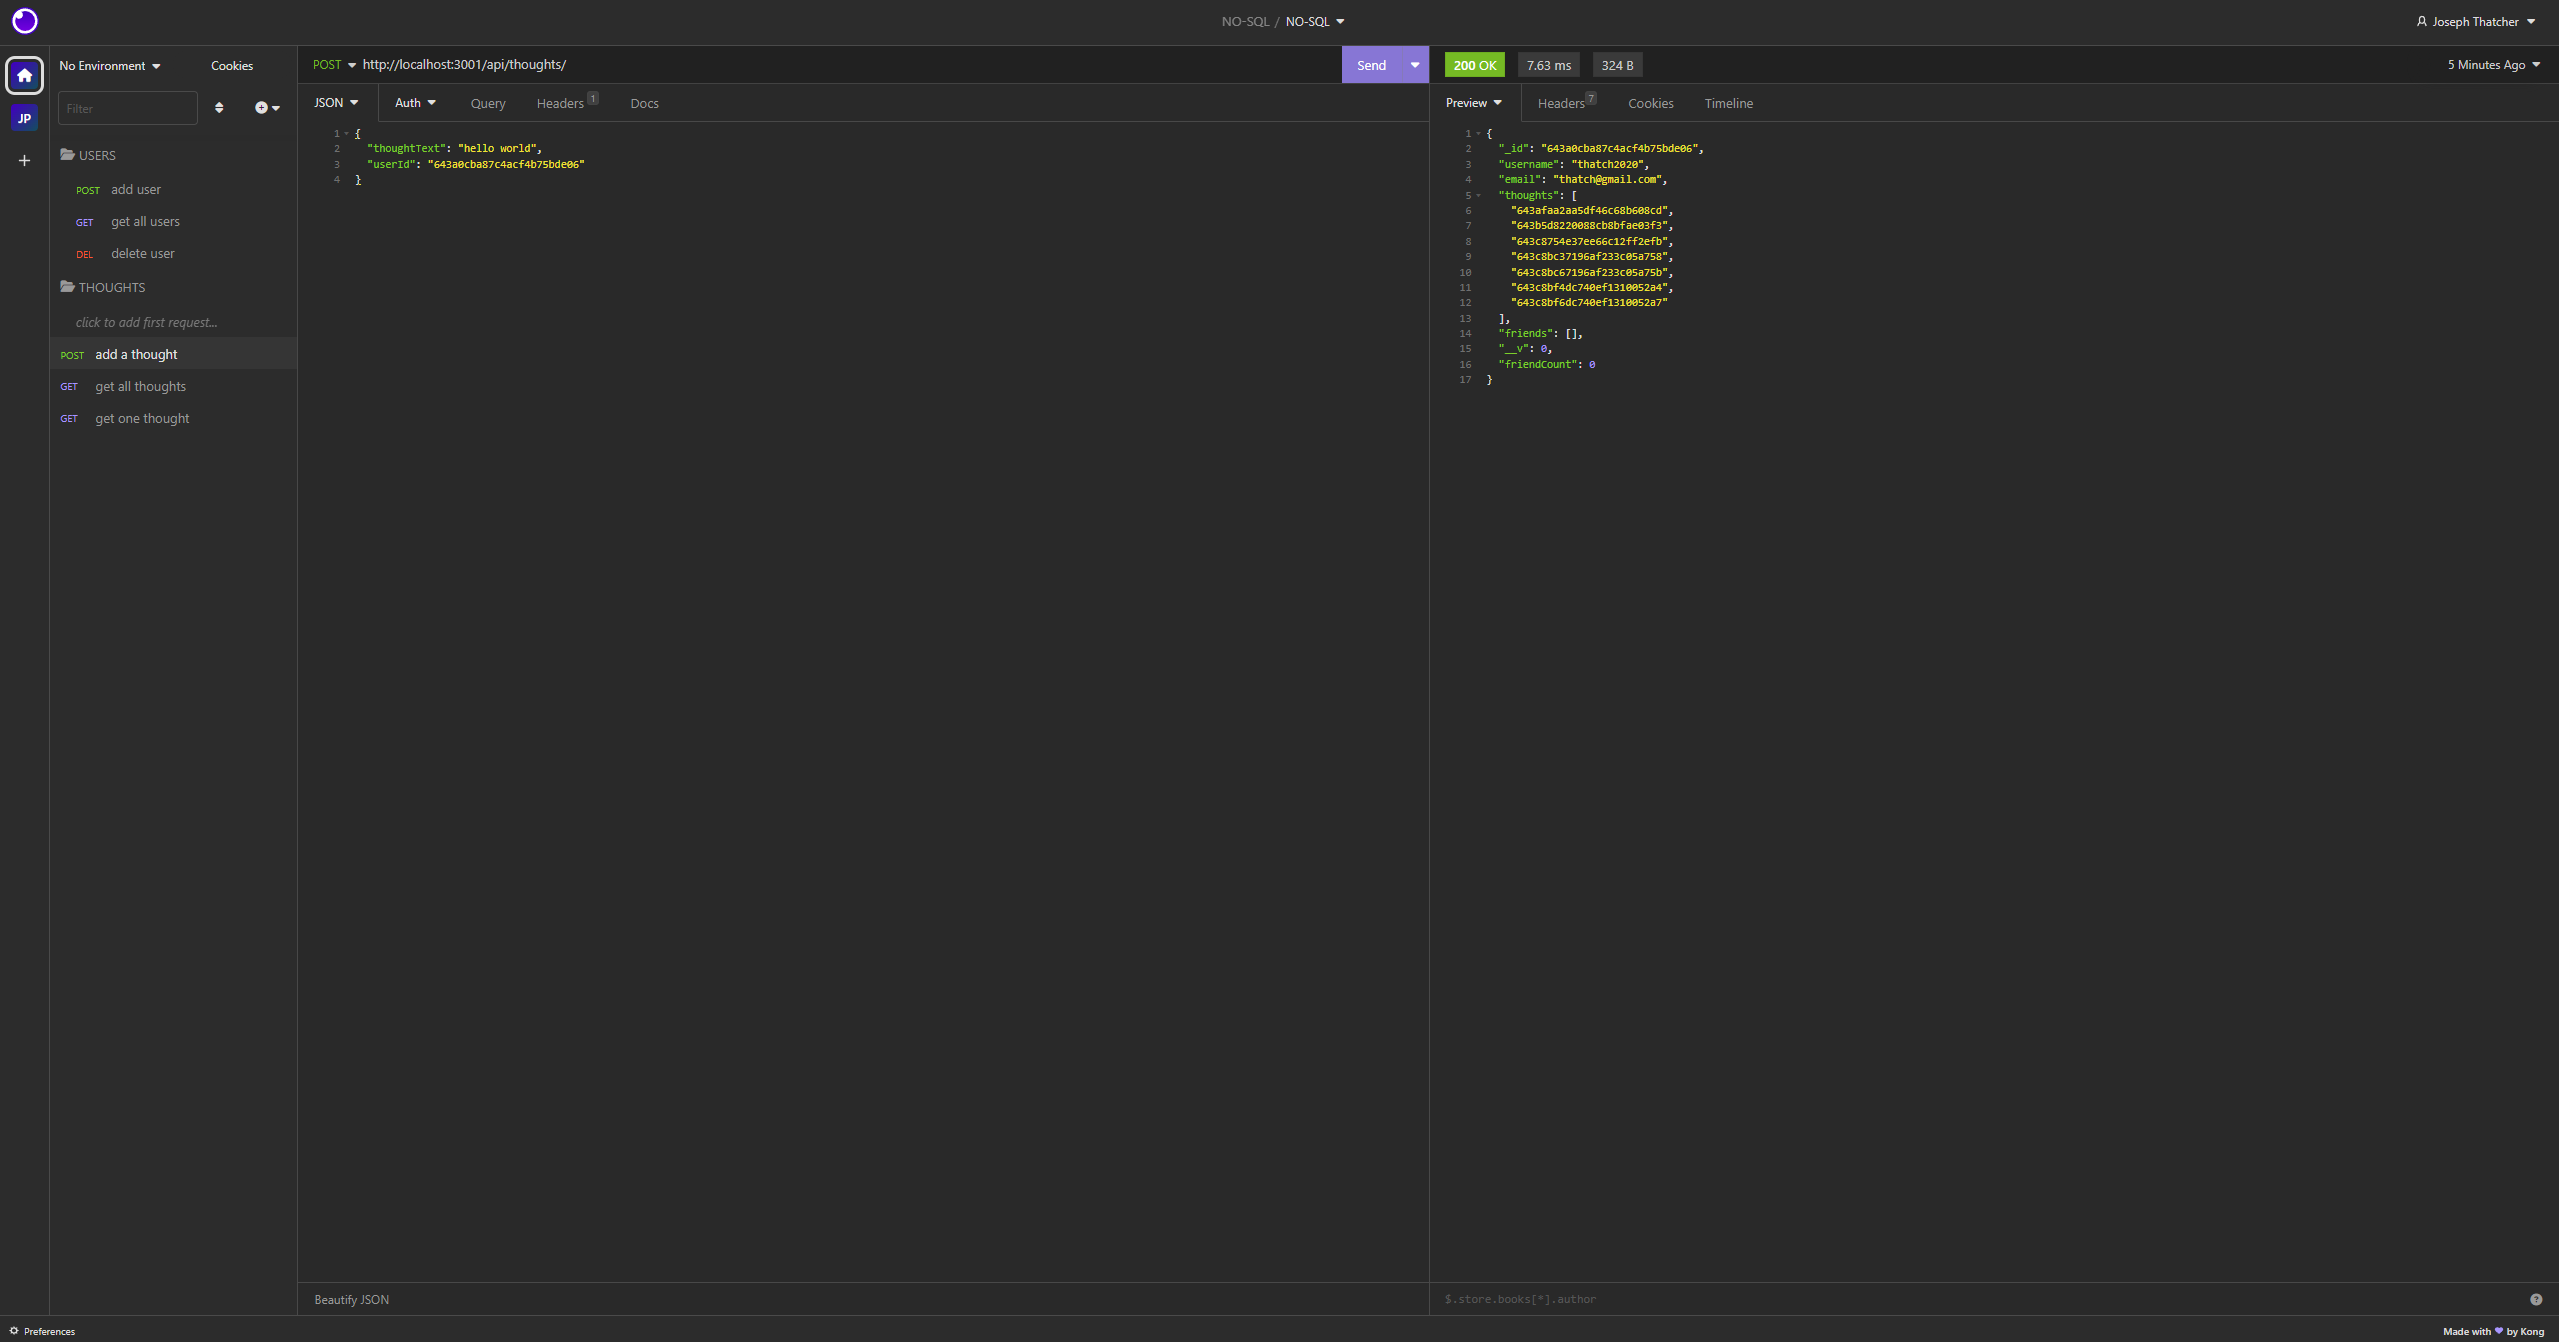 NO-SQL / NO-SQL
Joseph Thatcher
JP
No Environment
Cookies
Filter
USERS
POST add user
GET get all users
DEL delete user
THOUGHTS
click to add first request...
POST add a thought
GET get all thoughts
GET get one thought
POST http://localhost:3001/api/thoughts/
Send
JSON Auth Query Headers 1 Docs
1 {
2 "thoughtText": "hello world",
3 "userId": "643a0cba87c4acf4b75bde06"
4 }
Beautify JSON
200 OK 7.63 ms 324 B
5 Minutes Ago
Preview Headers 7 Cookies Timeline
1 {
2 "_id": "643a0cba87c4acf4b75bde06",
3 "username": "thatch2020",
4 "email": "thatch@gmail.com",
5 "thoughts": [
6 "643afaa2aa5df46c68b608cd",
7 "643b5d8220088cb8bfae03f3",
8 "643c8754e37ee66c12ff2efb",
9 "643c8bc37196af233c05a758",
10 "643c8bc67196af233c05a75b",
11 "643c8bf4dc740ef1310052a4",
12 "643c8bf6dc740ef1310052a7"
13 ],
14 "friends": [],
15 "__v": 0,
16 "friendCount": 0
17 }
$.store.books[*].author
Preferences
Made with by Kong